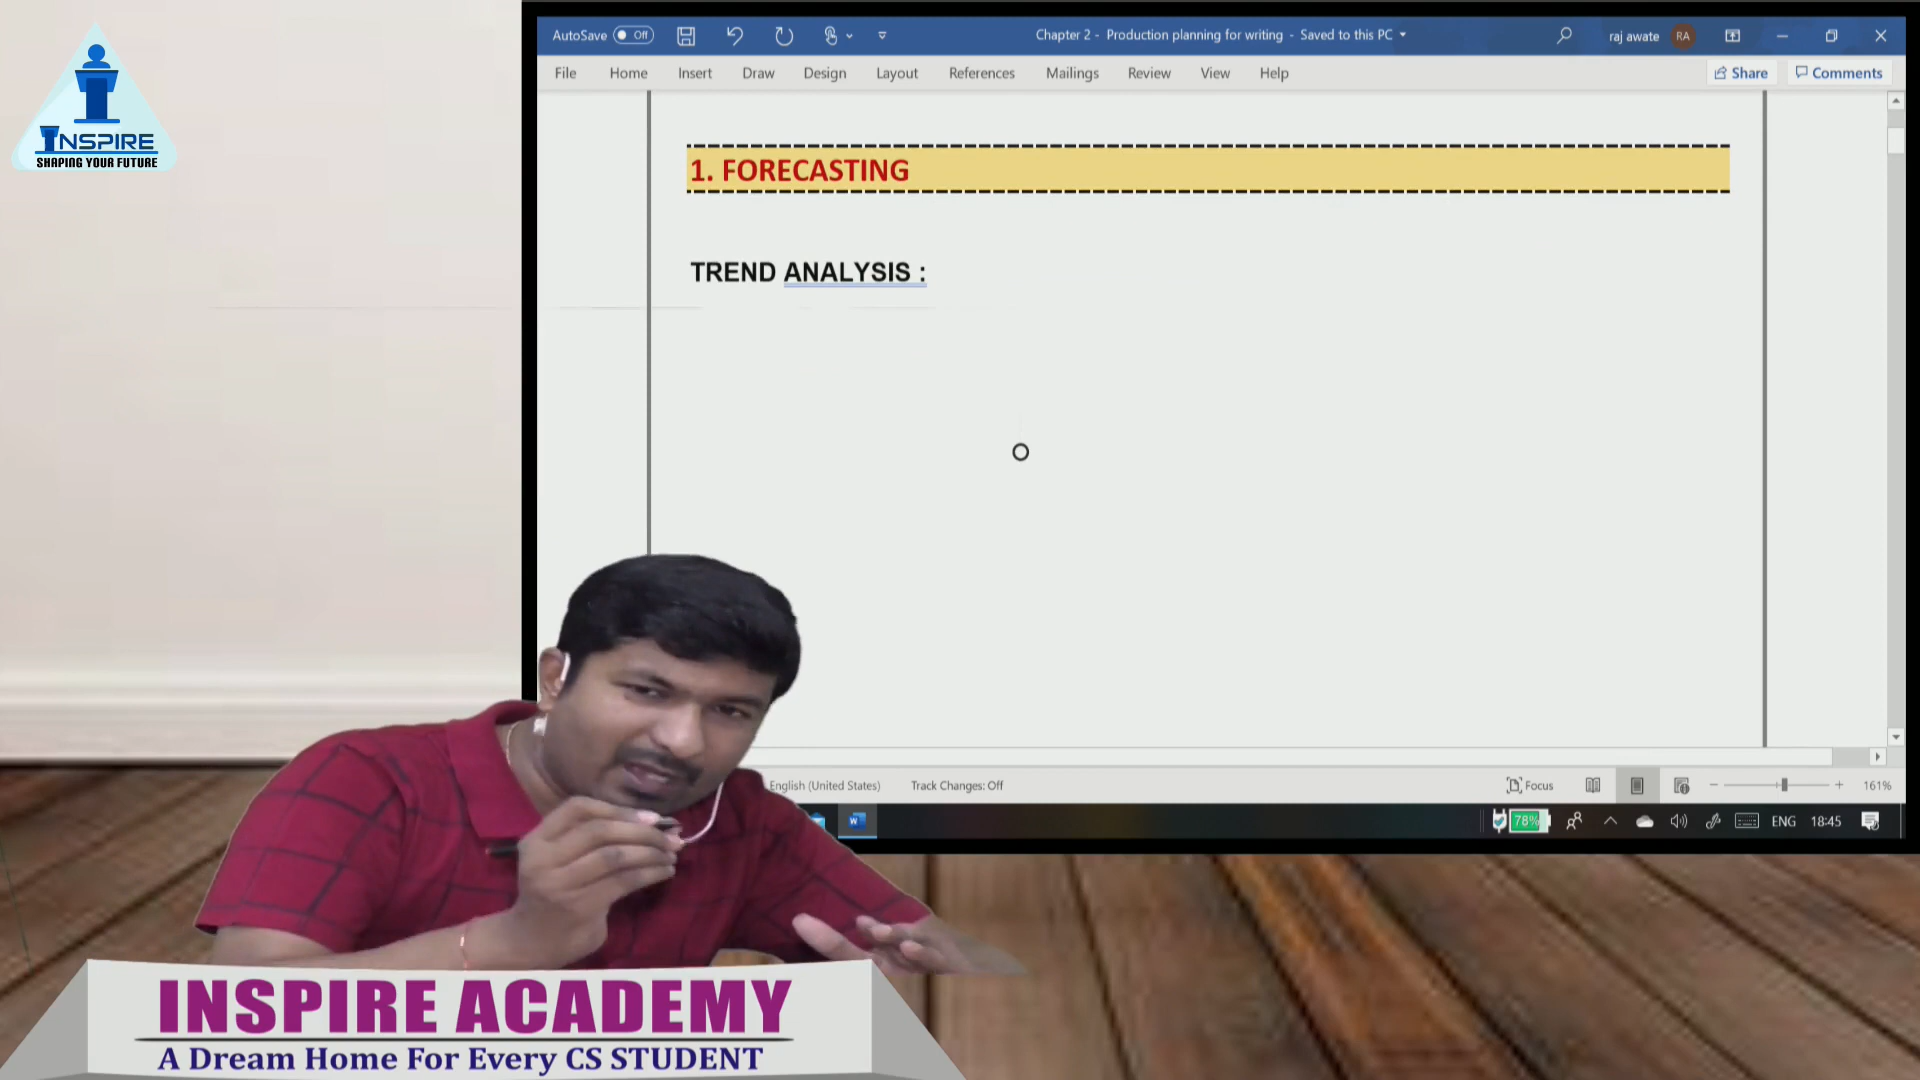 INSPIRE
SHAPING YOUR FUTURE
AutoSave Off
Chapter 2 - Production planning for writing - Saved to this PC
raj awate RA
File Home Insert Draw Design Layout References Mailings Review View Help
Share Comments
1. FORECASTING
TREND ANALYSIS :
English (United States) Track Changes: Off
Focus
161%
78%
ENG 18:45
INSPIRE ACADEMY
A Dream Home For Every CS STUDENT